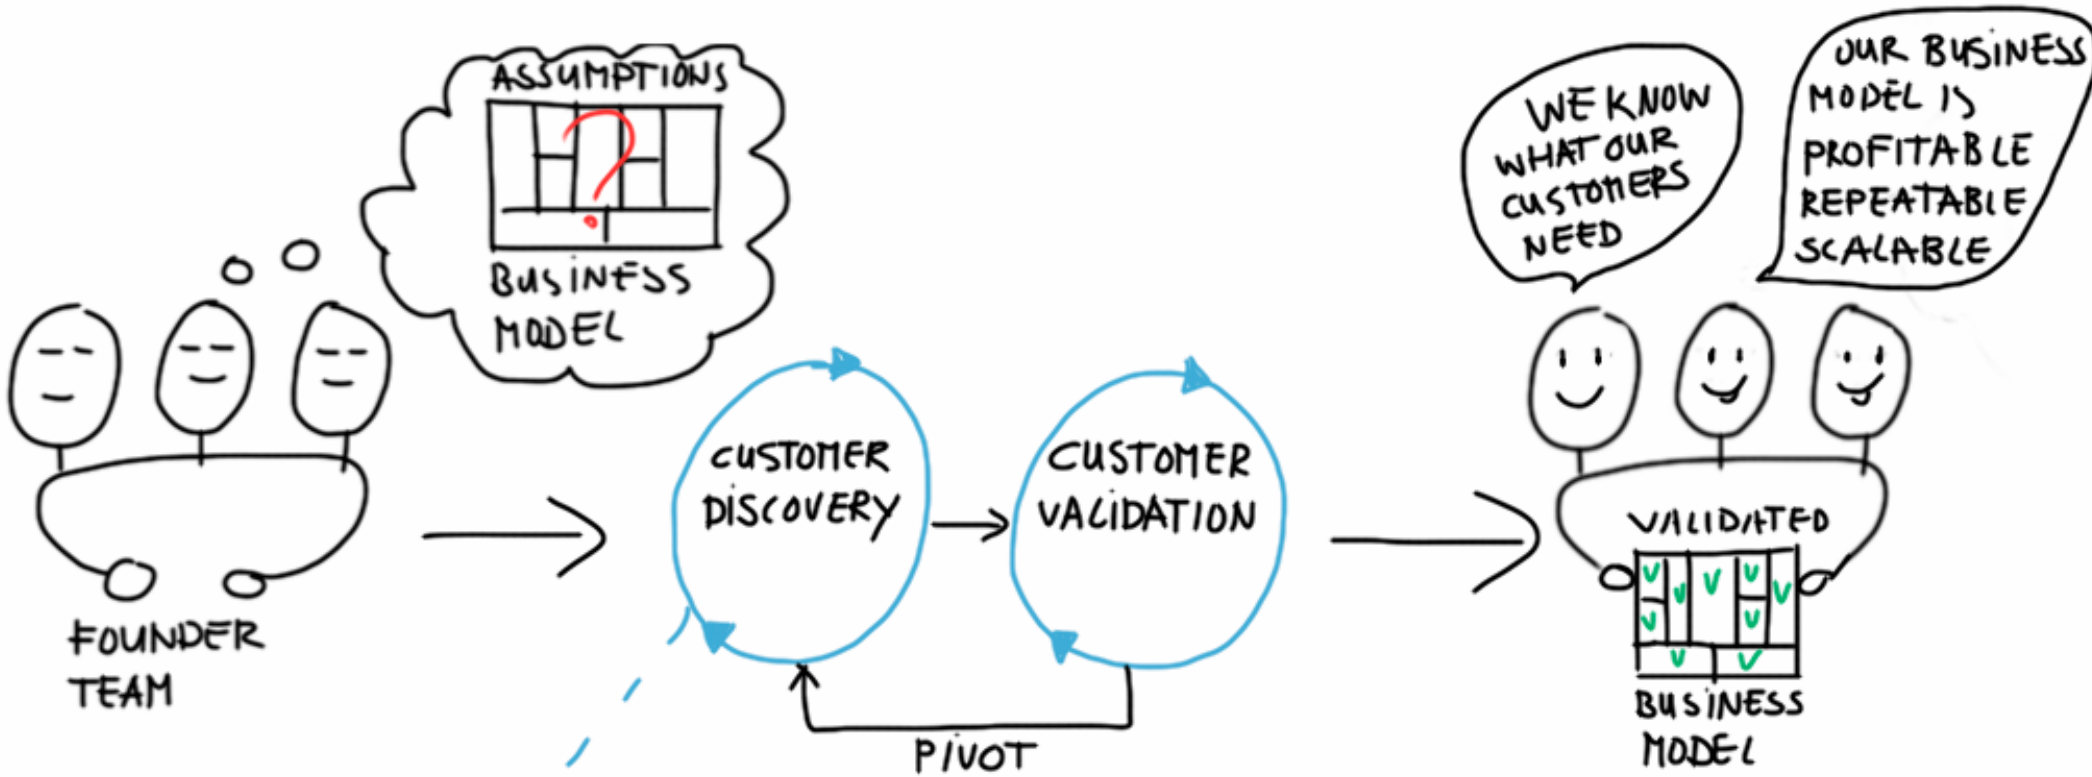 ASSUMPTIONS
?
BUSINESS
MODEL
FOUNDER
TEAM
CUSTOMER
DISCOVERY
CUSTOMER
VALIDATION
PIVOT
WE KNOW
WHAT OUR
CUSTOMERS
NEED
OUR BUSINESS
MODEL IS
PROFITABLE
REPEATABLE
SCALABLE
VALIDATED
BUSINESS
MODEL